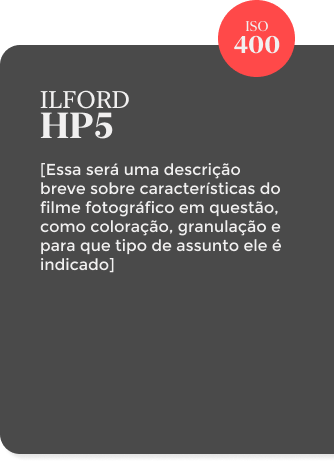 ISO
400
ILFORD
HP5
[Essa será uma descrição
breve sobre características do
filme fotográfico em questão,
como coloração, granulação e
para que tipo de assunto ele é
indicado]